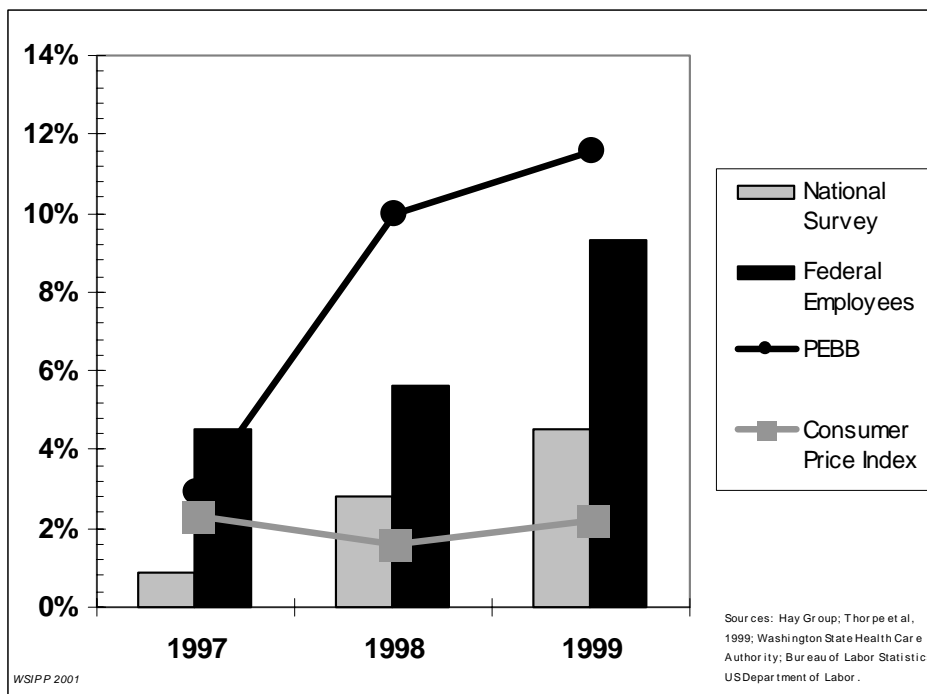 14%
12%
10%
8%
6%
4%
2%
0%
1997 1998 1999
National
Survey
Federal
Employees
PEBB
Consumer
Price Index
Sources: Hay Group; Thorpe et al,
1999; Washington State Health Care
Authority; Bureau of Labor Statistic
US Department of Labor.
WSIPP 2001